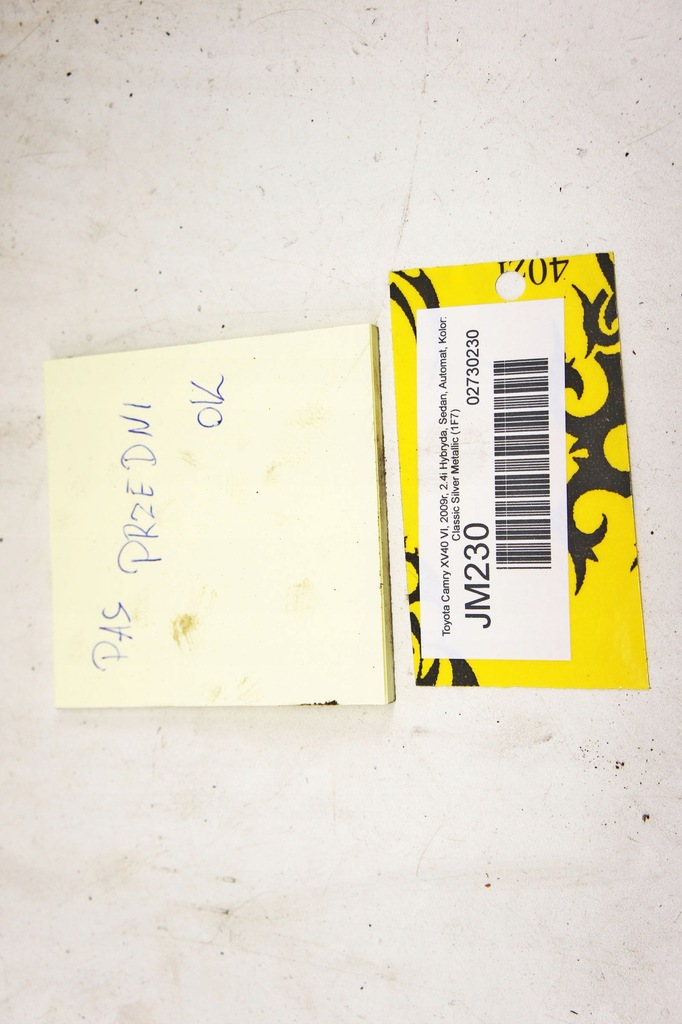 PAS PRZEDNI
OK
Toyota Camry XV40 VI, 2009r, 2.4i Hybryda, Sedan, Automat, Kolor:
Classic Silver Metallic (1F7)
JM230
02730230